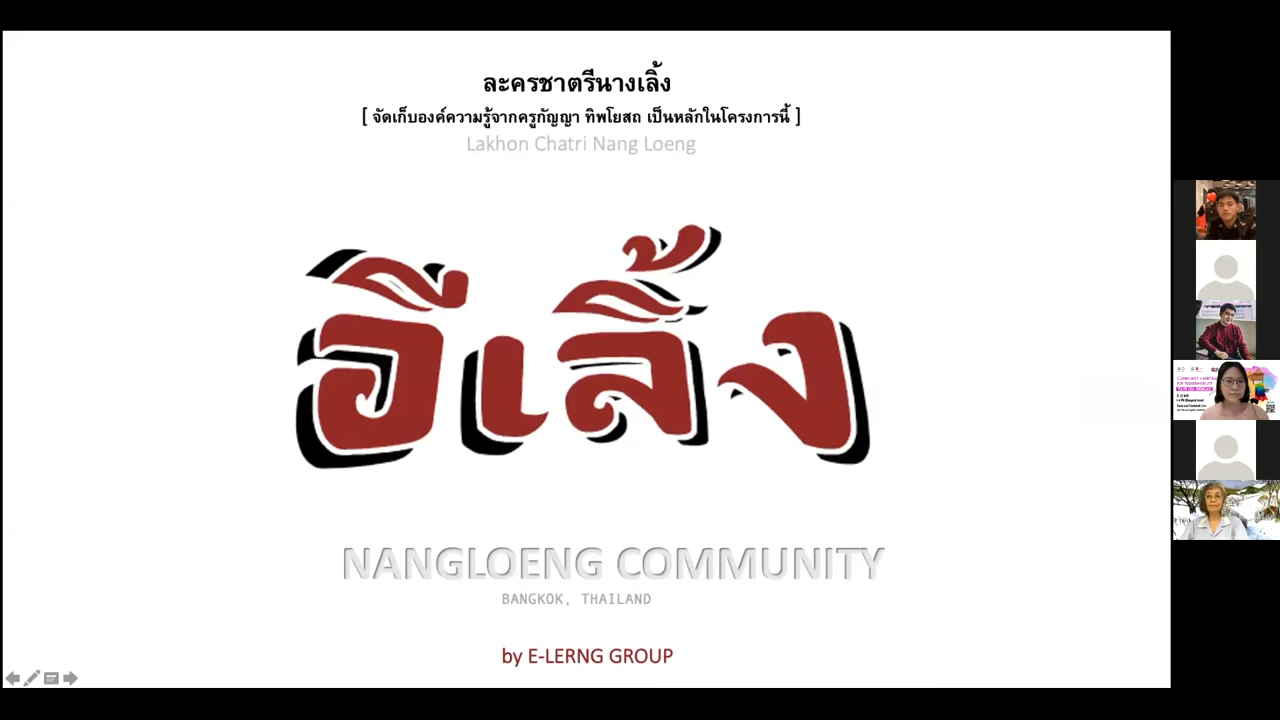 ละครชาตรีนางเลิ้ง
[ จัดเก็บองค์ความรู้จากครูกัญญา ทิพโยสถ เป็นหลักในโครงการนี้ ]
Lakhon Chatri Nang Loeng
อีเลิ้ง
NANGLOENG COMMUNITY
BANGKOK, THAILAND
by E-LERNG GROUP